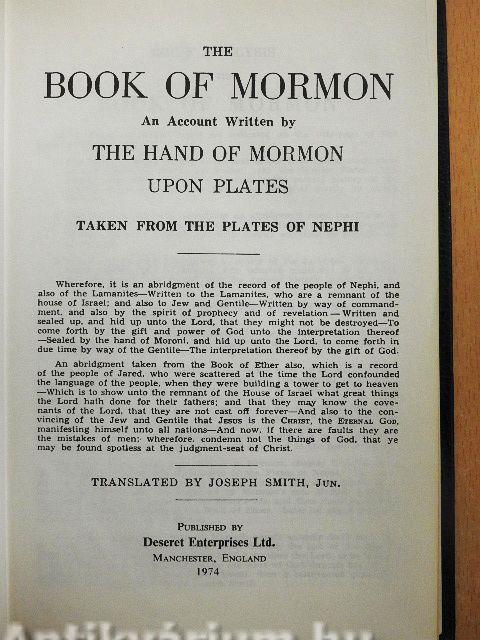 THE
BOOK OF MORMON
An Account Written by
THE HAND OF MORMON
UPON PLATES
TAKEN FROM THE PLATES OF NEPHI
Wherefore, it is an abridgment of the record of the people of Nephi, and
also of the Lamanites—Written to the Lamanites, who are a remnant of the
house of Israel; and also to Jew and Gentile—Written by way of command-
ment, and also by the spirit of prophecy and of revelation—Written and
sealed up, and hid up unto the Lord, that they might not be destroyed—To
come forth by the gift and power of God unto the interpretation thereof
—Sealed by the hand of Moroni, and hid up unto the Lord, to come forth in
due time by way of the Gentile—The interpretation thereof by the gift of God.
An abridgment taken from the Book of Ether also, which is a record
of the people of Jared, who were scattered at the time the Lord confounded
the language of the people, when they were building a tower to get to heaven
—Which is to show unto the remnant of the House of Israel what great things
the Lord hath done for their fathers; and that they may know the cove-
nants of the Lord, that they are not cast off forever—And also to the con-
vincing of the Jew and Gentile that JESUS is the CHRIST, the ETERNAL GOD,
manifesting himself unto all nations—And now, if there are faults they are
the mistakes of men; wherefore, condemn not the things of God, that ye
may be found spotless at the judgment-seat of Christ.
TRANSLATED BY JOSEPH SMITH, JUN.
PUBLISHED BY
Deseret Enterprises Ltd.
MANCHESTER, ENGLAND
1974
Antikvárium.hu